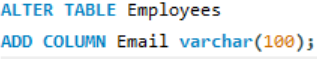 ALTER TABLE Employees
ADD COLUMN Email varchar(100);